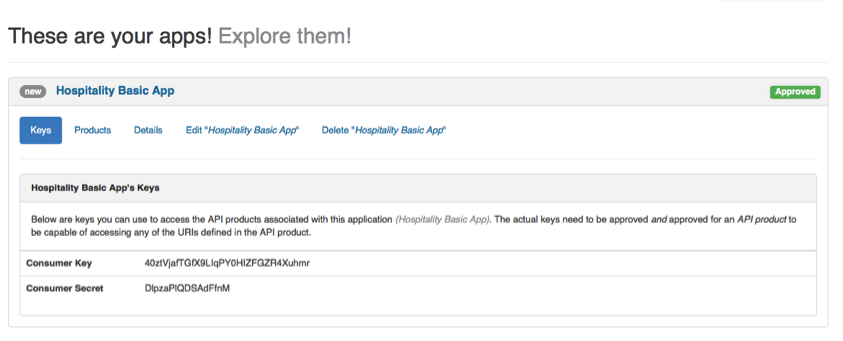 These are your apps! Explore them!
new Hospitality Basic App Approved
Keys Products Details Edit "Hospitality Basic App" Delete "Hospitality Basic App"
Hospitality Basic App's Keys
Below are keys you can use to access the API products associated with this application (Hospitality Basic App). The actual keys need to be approved and approved for an API product to
be capable of accessing any of the URIs defined in the API product.
Consumer Key 40ztVjafTGfX9LlqPY0HIZFGZR4Xuhmr
Consumer Secret DlpzaPlQDSAdFfnM